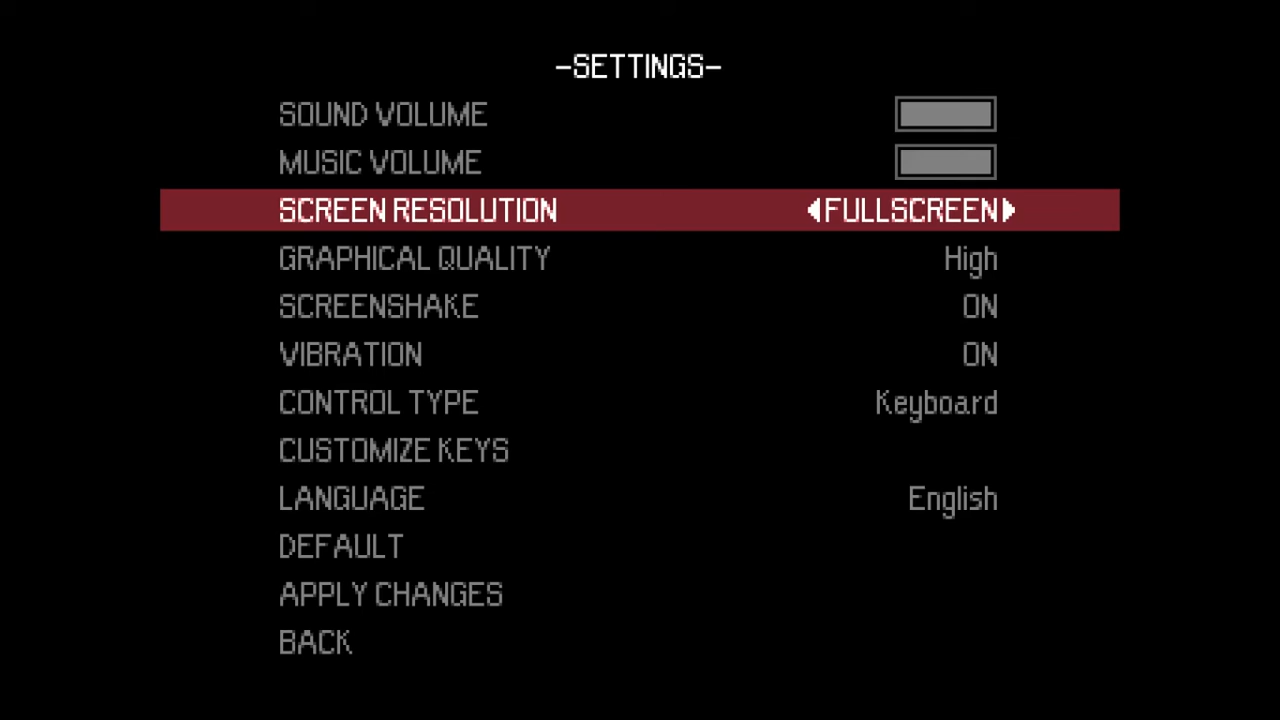 -SETTINGS-
SOUND VOLUME
MUSIC VOLUME
SCREEN RESOLUTION FULLSCREEN
GRAPHICAL QUALITY High
SCREENSHAKE ON
VIBRATION ON
CONTROL TYPE Keyboard
CUSTOMIZE KEYS
LANGUAGE English
DEFAULT
APPLY CHANGES
BACK